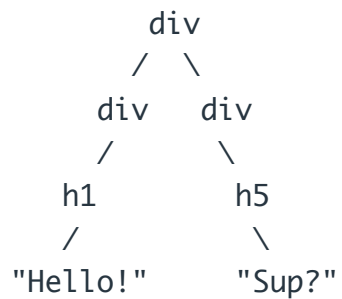 div
/ \
div div
/ \
h1 h5
/ \
"Hello!" "Sup?"